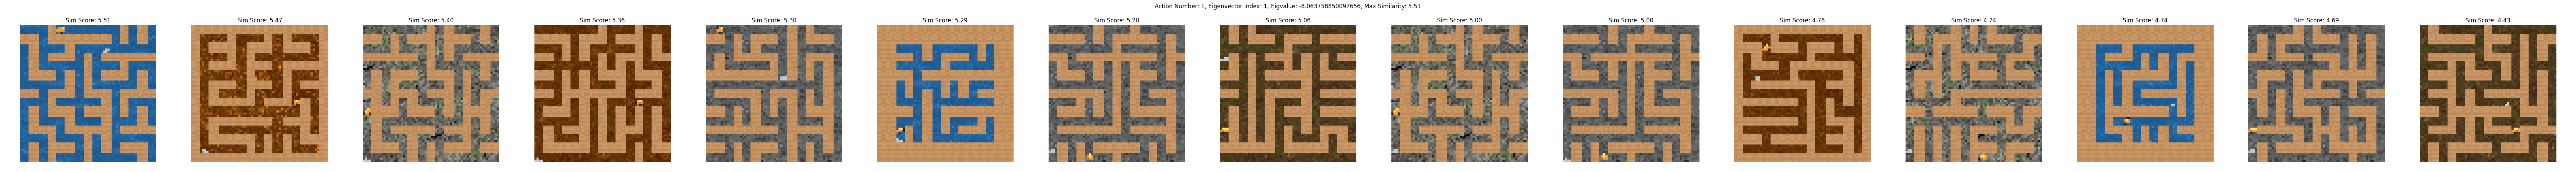 Action Number: 1, Eigenvector Index: 1, Eigvalue: -8.063758850097656, Max Similarity: 5.51
Sim Score: 5.51
Sim Score: 5.47
Sim Score: 5.40
Sim Score: 5.36
Sim Score: 5.30
Sim Score: 5.29
Sim Score: 5.20
Sim Score: 5.06
Sim Score: 5.00
Sim Score: 5.00
Sim Score: 4.78
Sim Score: 4.74
Sim Score: 4.74
Sim Score: 4.69
Sim Score: 4.43